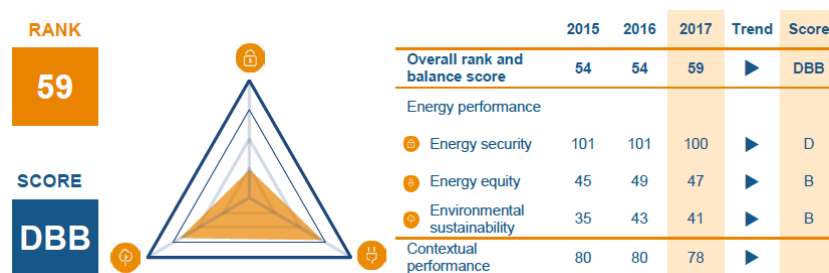 RANK
59
SCORE
DBB
2015 2016 2017 Trend Score
Overall rank and
balance score 54 54 59 DBB
Energy performance
Energy security 101 101 100 D
Energy equity 45 49 47 B
Environmental
sustainability 35 43 41 B
Contextual
performance 80 80 78